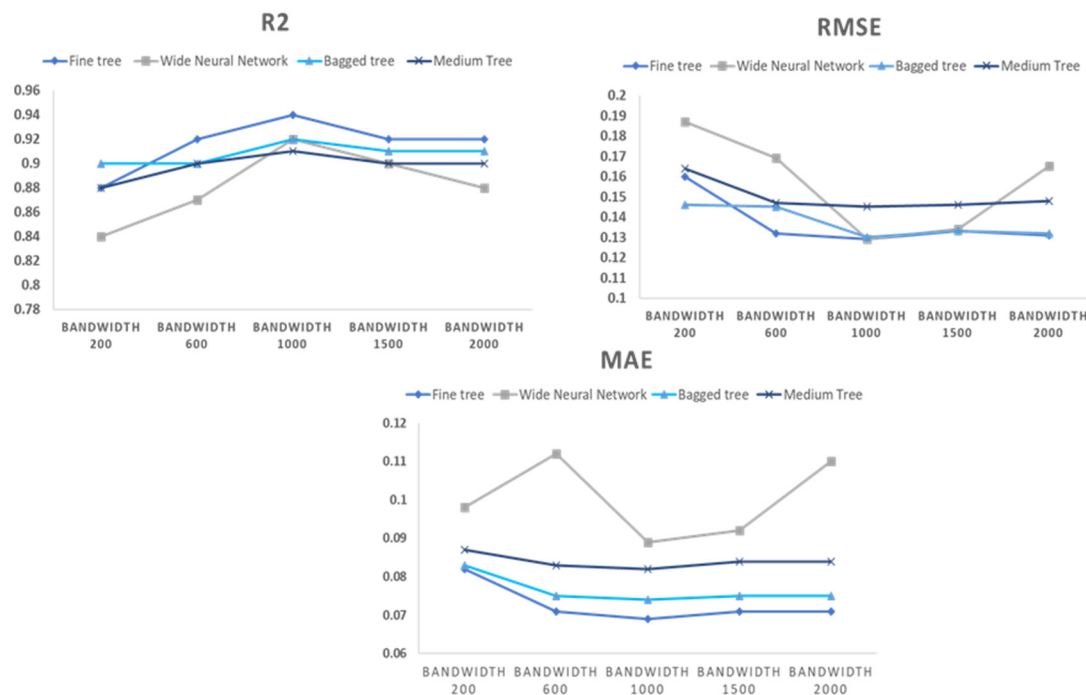 R2
Fine tree Wide Neural Network Bagged tree Medium Tree
0.96
0.94
0.92
0.9
0.88
0.86
0.84
0.82
0.8
0.78
BANDWIDTH BANDWIDTH BANDWIDTH BANDWIDTH BANDWIDTH
200 600 1000 1500 2000
RMSE
Fine tree Wide Neural Network Bagged tree Medium Tree
0.2
0.19
0.18
0.17
0.16
0.15
0.14
0.13
0.12
0.11
0.1
BANDWIDTH BANDWIDTH BANDWIDTH BANDWIDTH BANDWIDTH
200 600 1000 1500 2000
MAE
Fine tree Wide Neural Network Bagged tree Medium Tree
0.12
0.11
0.1
0.09
0.08
0.07
0.06
BANDWIDTH BANDWIDTH BANDWIDTH BANDWIDTH BANDWIDTH
200 600 1000 1500 2000